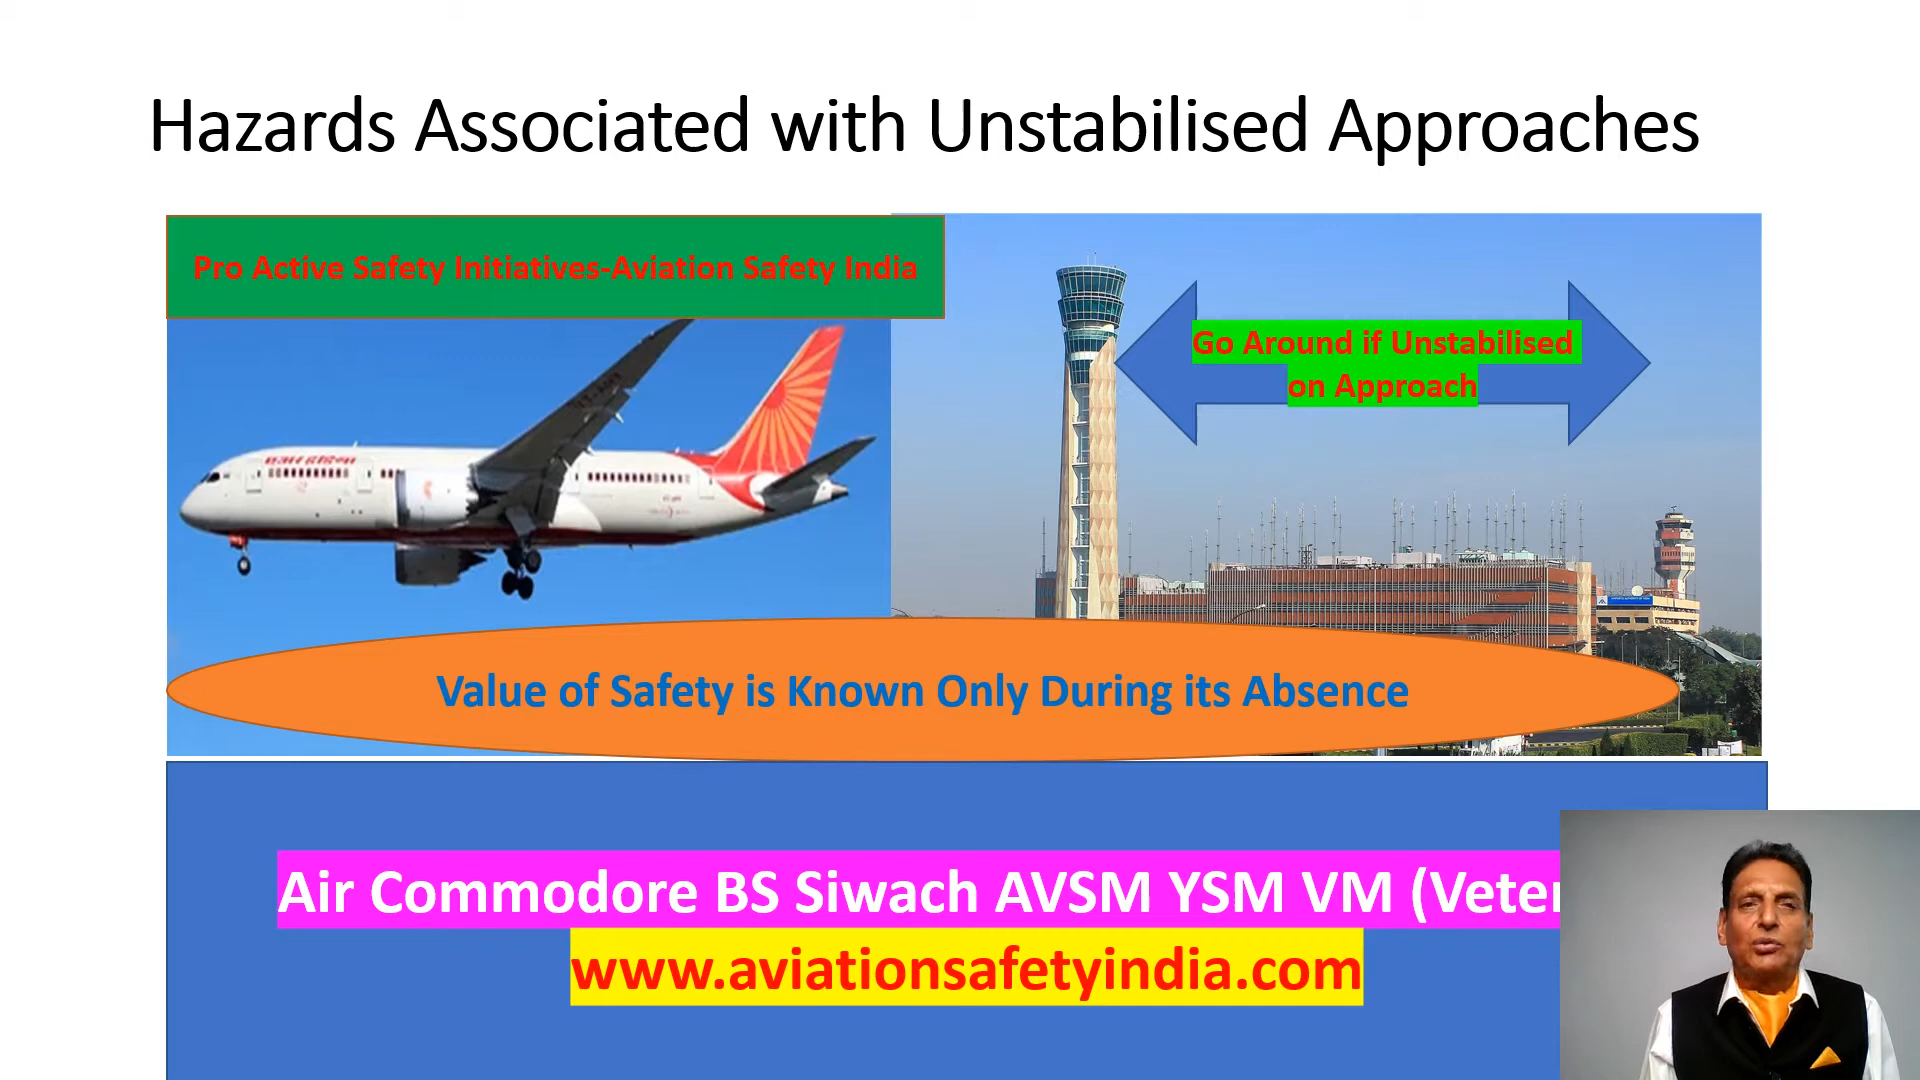 Hazards Associated with Unstabilised Approaches
Pro Active Safety Initiatives-Aviation Safety India
Go Around if Unstabilised
on Approach
एअर इंडिया
Value of Safety is Known Only During its Absence
Air Commodore BS Siwach AVSM YSM VM (Veter
www.aviationsafetyindia.com